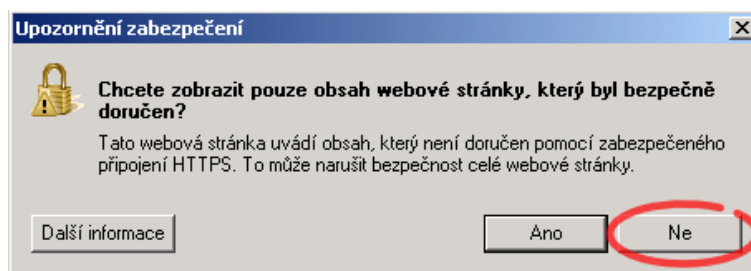 Upozornění zabezpečení
Chcete zobrazit pouze obsah webové stránky, který byl bezpečně
doručen?
Tato webová stránka uvádí obsah, který není doručen pomocí zabezpečeného
připojení HTTPS. To může narušit bezpečnost celé webové stránky.
Další informace
Ano
Ne